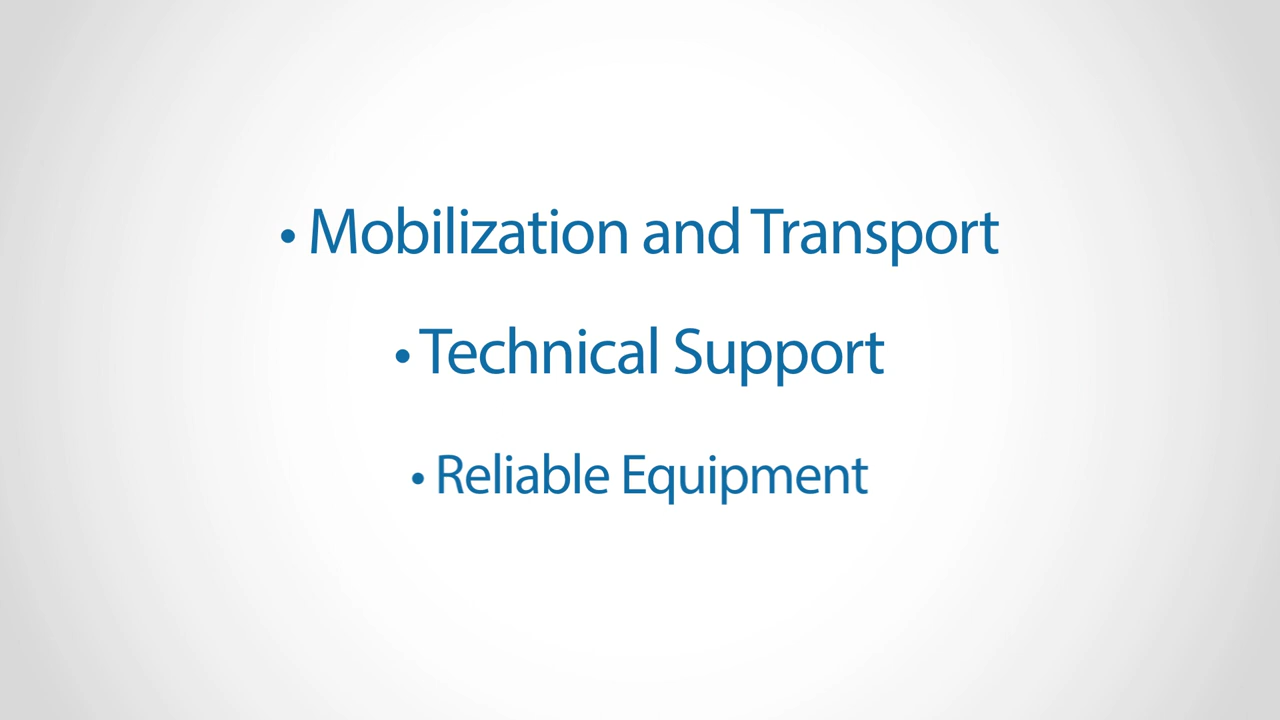 • Mobilization and Transport
• Technical Support
• Reliable Equipment